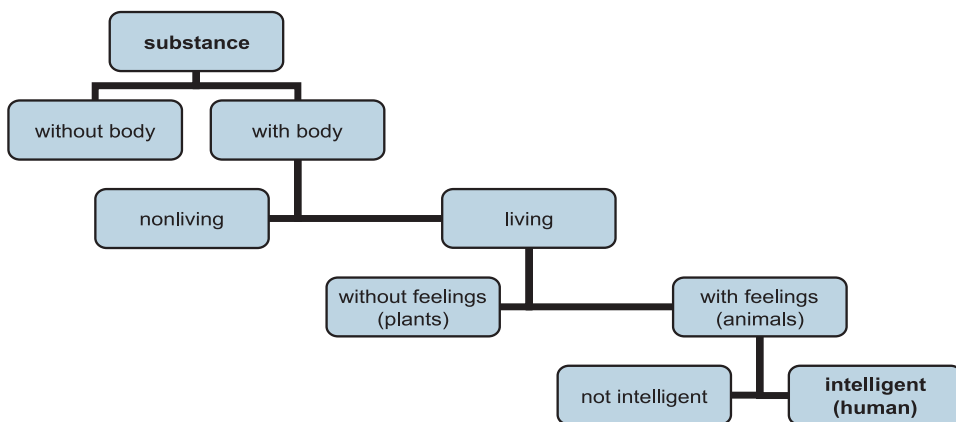 substance
without body
with body
nonliving
living
without feelings
(plants)
with feelings
(animals)
not intelligent
intelligent
(human)